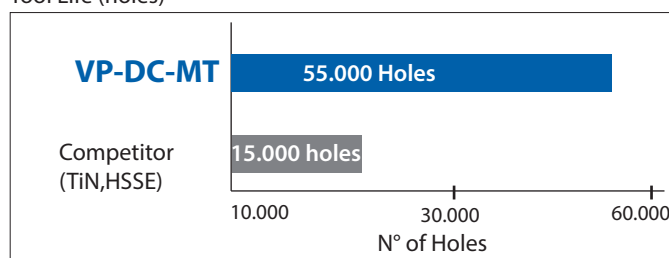 Tool Life (holes)
VP-DC-MT
55.000 Holes
Competitor
(TiN,HSSE)
15.000 holes
10.000
30.000
60.000
N° of Holes